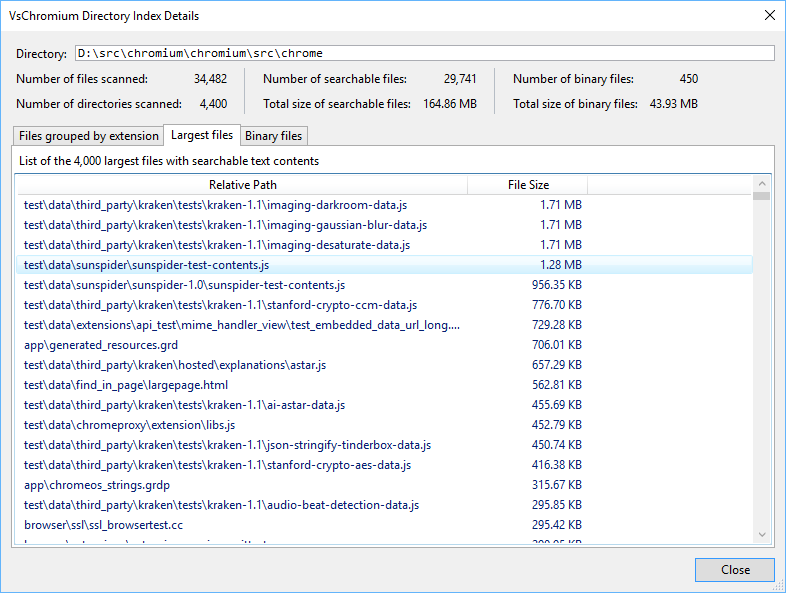 VsChromium Directory Index Details
Directory: D:\src\chromium\chromium\src\chrome
Number of files scanned: 34,482 Number of searchable files: 29,741 Number of binary files: 450
Number of directories scanned: 4,400 Total size of searchable files: 164.86 MB Total size of binary files: 43.93 MB
Files grouped by extension Largest files Binary files
List of the 4,000 largest files with searchable text contents
Relative Path File Size
test\data\third_party\kraken\tests\kraken-1.1\imaging-darkroom-data.js 1.71 MB
test\data\third_party\kraken\tests\kraken-1.1\imaging-gaussian-blur-data.js 1.71 MB
test\data\third_party\kraken\tests\kraken-1.1\imaging-desaturate-data.js 1.71 MB
test\data\sunspider\sunspider-test-contents.js 1.28 MB
test\data\sunspider\sunspider-1.0\sunspider-test-contents.js 956.35 KB
test\data\third_party\kraken\tests\kraken-1.1\stanford-crypto-ccm-data.js 776.70 KB
test\data\extensions\api_test\mime_handler_view\test_embedded_data_url_long.... 729.28 KB
app\generated_resources.grd 706.01 KB
test\data\third_party\kraken\hosted\explanations\astar.js 657.29 KB
test\data\find_in_page\largepage.html 562.81 KB
test\data\third_party\kraken\tests\kraken-1.1\ai-astar-data.js 455.69 KB
test\data\chromeproxy\extension\libs.js 452.79 KB
test\data\third_party\kraken\tests\kraken-1.1\json-stringify-tinderbox-data.js 450.74 KB
test\data\third_party\kraken\tests\kraken-1.1\stanford-crypto-aes-data.js 416.38 KB
app\chromeos_strings.grdp 315.67 KB
test\data\third_party\kraken\tests\kraken-1.1\audio-beat-detection-data.js 295.85 KB
browser\ssl\ssl_browsertest.cc 295.42 KB
Close